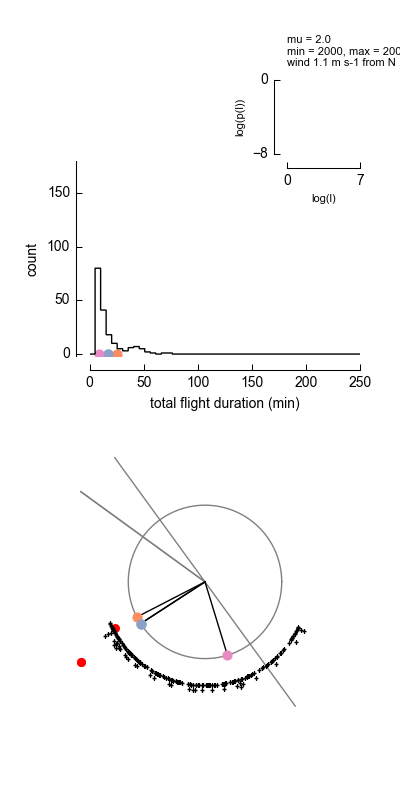 mu = 2.0
min = 2000, max = 200
wind 1.1 m s-1 from N
0
log(p(l))
−8
0
7
log(l)
150
100
50
0
count
0
50
100
150
200
250
total flight duration (min)